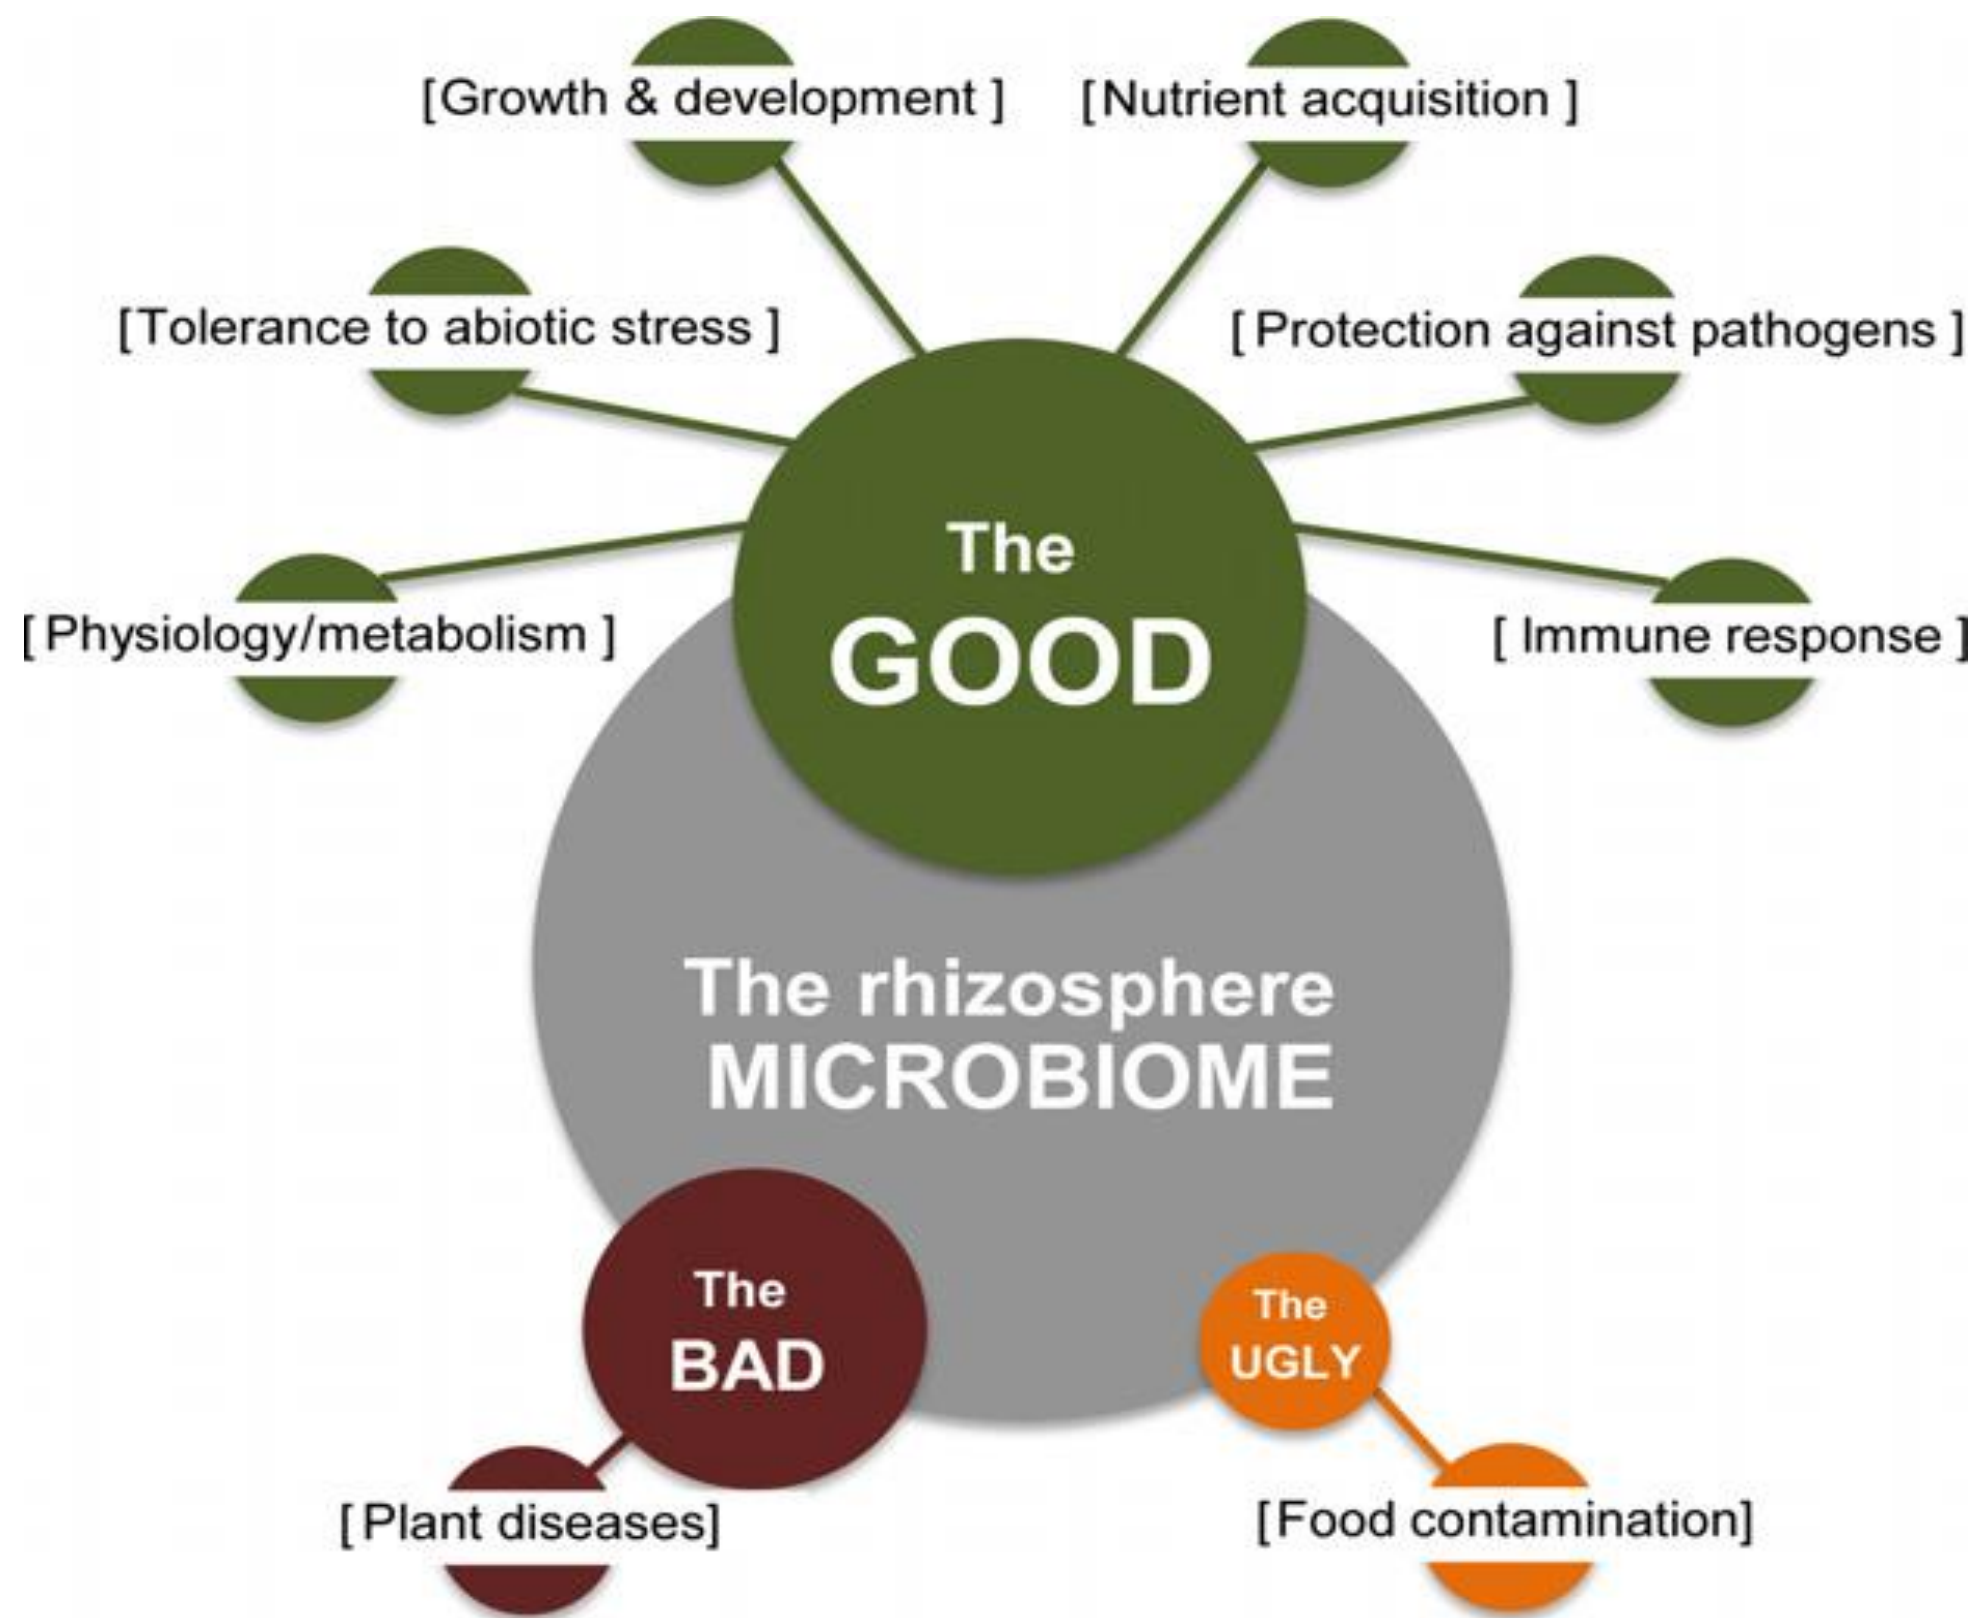 [Growth & development ]
[Nutrient acquisition ]
[Tolerance to abiotic stress ]
[Protection against pathogens ]
[Physiology/metabolism ]
[Immune response ]
The
GOOD
The rhizosphere
MICROBIOME
The
BAD
The
UGLY
[Plant diseases]
[Food contamination]